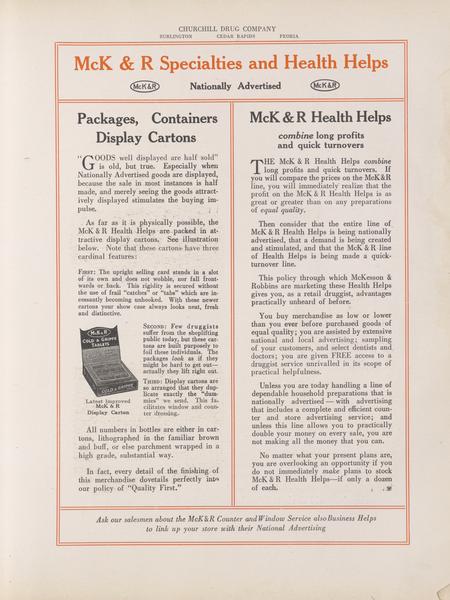 CHURCHILL DRUG COMPANY
BURLINGTON CEDAR RAPIDS PEORIA
McK & R Specialties and Health Helps
McK&R Nationally Advertised McK&R
Packages, Containers
Display Cartons
"GOODS well displayed are half sold"
is old, but true. Especially when
Nationally Advertised goods are displayed,
because the sale in most instances is half
made, and merely seeing the goods attract-
ively displayed stimulates the buying im-
pulse.
As far as it is physically possible, the
McK & R Health Helps are packed in at-
tractive display cartons. See illustration
below. Note that these cartons have three
cardinal features:
FIRST: The upright selling card stands in a slot
of its own and does not wobble, nor fall front-
wards or back. This rigidity is secured without
the use of frail "catches" or "tabs" which are in-
cessantly becoming unhooked. With these newer
cartons your show case always looks neat, fresh
and distinctive.
McK&R
COLD & GRIPPE
TABLETS
COLD & GRIPPE
Latest Improved
McK & R
Display Carton
SECOND: Few druggists
suffer from the shoplifting
public today, but these car-
tons are built purposely to
foil these individuals. The
packages look as if they
might be hard to get out—
actually they lift right out.
THIRD: Display cartons are
so arranged that they dup-
licate exactly the "dum-
mies" we send. This fa-
cilitates window and coun-
ter dressing.
All numbers in bottles are either in car-
tons, lithographed in the familiar brown
and buff, or else parchment wrapped in a
high grade, substantial way.
In fact, every detail of the finishing of
this merchandise dovetails perfectly into
our policy of "Quality First."
McK & R Health Helps
combine long profits
and quick turnovers
THE McK & R Health Helps combine
long profits and quick turnovers. If
you will compare the prices on the McK&R
line, you will immediately realize that the
profit on the McK & R Health Helps is as
great or greater than on any preparations
of equal quality.
Then consider that the entire line of
McK & R Health Helps is being nationally
advertised, that a demand is being created
and stimulated, and that the McK & R line
of Health Helps is being made a quick-
turnover line.
This policy through which McKesson &
Robbins are marketing these Health Helps
gives you, as a retail druggist, advantages
practically unheard of before.
You buy merchandise as low or lower
than you ever before purchased goods of
equal quality; you are assisted by extensive
national and local advertising; sampling
of your customers, and select dentists and
doctors; you are given FREE access to a
druggist service unrivalled in its scope of
practical helpfulness.
Unless you are today handling a line of
dependable household preparations that is
nationally advertised—with advertising
that includes a complete and efficient coun-
ter and store advertising service; and
unless this line allows you to practically
double your money on every sale, you are
not making all the money that you can.
No matter what your present plans are,
you are overlooking an opportunity if you
do not immediately make plans to stock
McK & R Health Helps—if only a dozen
of each.
Ask our salesmen about the McK&R Counter and Window Service also Business Helps
to link up your store with their National Advertising